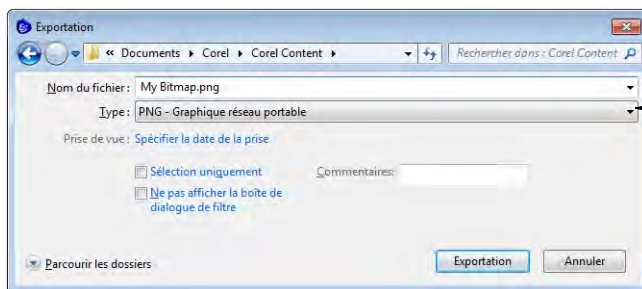 Exportation
« Documents Corel Corel Content
Rechercher dans : Corel Content
Nom du fichier : My Bitmap.png
Type : PNG - Graphique réseau portable
Prise de vue : Spécifier la date de la prise
Sélection uniquement Commentaires:
Ne pas afficher la boîte de
dialogue de filtre
Parcourir les dossiers Exportation Annuler